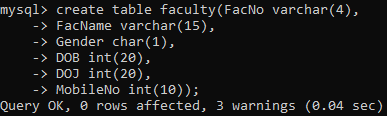 mysql> create table faculty(FacNo varchar(4),
    -> FacName varchar(15),
    -> Gender char(1),
    -> DOB int(20),
    -> DOJ int(20),
    -> MobileNo int(10));
Query OK, 0 rows affected, 3 warnings (0.04 sec)